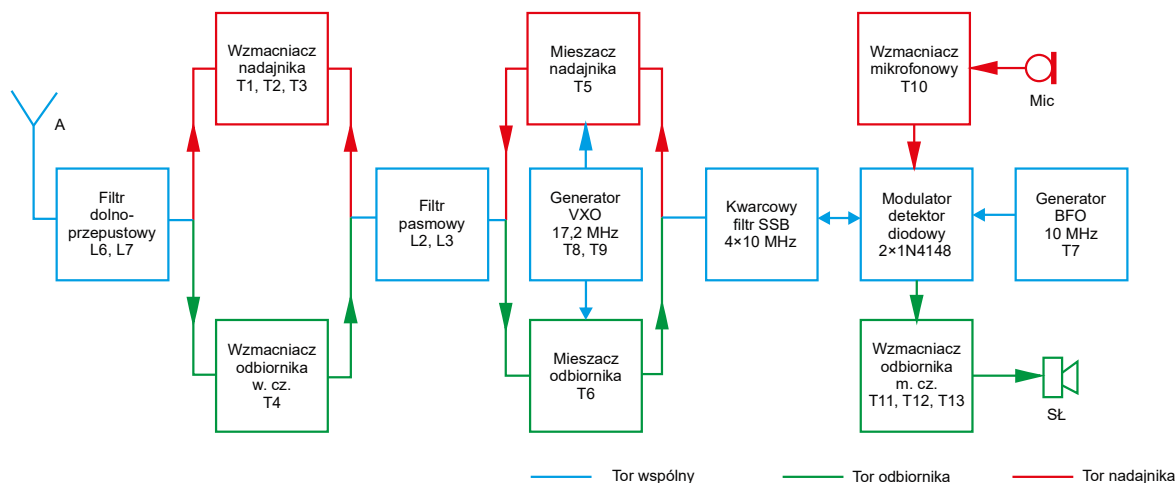 Wzmacniacz
nadajnika
T1, T2, T3
Mieszacz
nadajnika
T5
Wzmacniacz
mikrofonowy
T10
Mic
A
Filtr
dolno-
przepustowy
L6, L7
Filtr
pasmowy
L2, L3
Generator
VXO
17,2 MHz
T8, T9
Kwarcowy
filtr SSB
4×10 MHz
Modulator
detektor
diodowy
2×1N4148
Generator
BFO
10 MHz
T7
Wzmacniacz
odbiornika
w. cz.
T4
Mieszacz
odbiornika
T6
Wzmacniacz
odbiornika
m. cz.
T11, T12, T13
SŁ
Tor wspólny
Tor odbiornika
Tor nadajnika